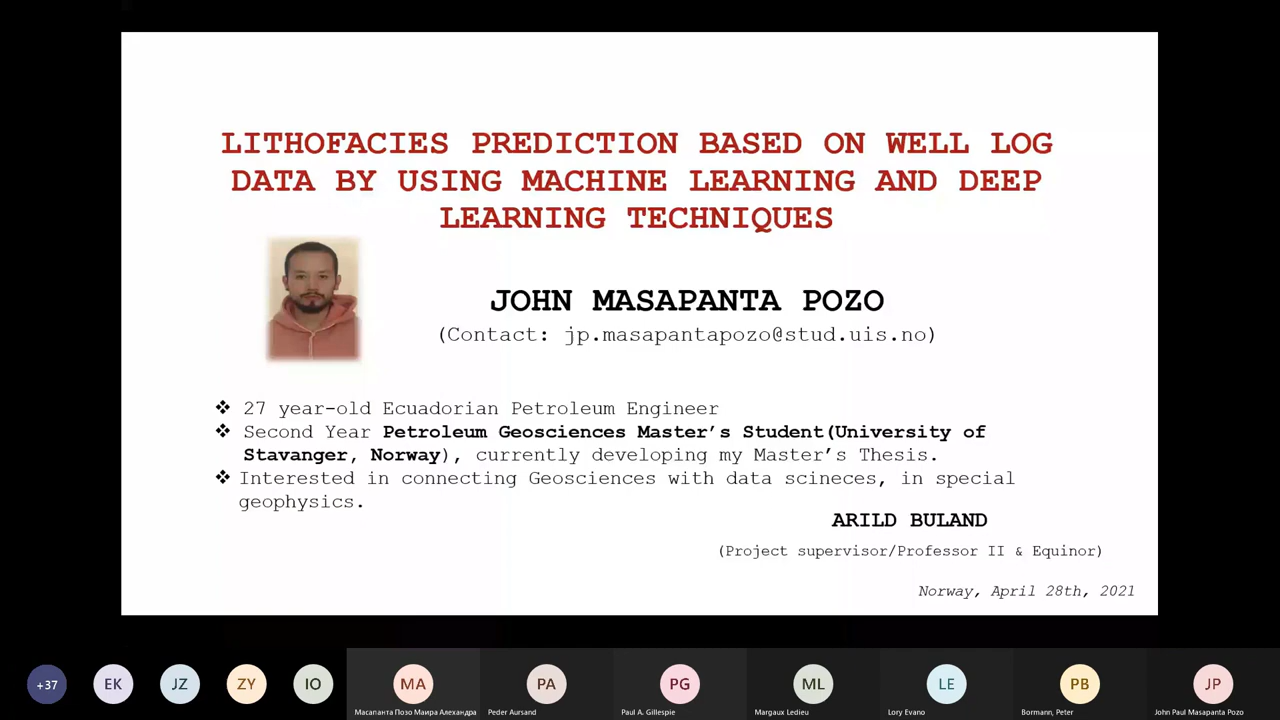 LITHOFACIES PREDICTION BASED ON WELL LOG
DATA BY USING MACHINE LEARNING AND DEEP
LEARNING TECHNIQUES
JOHN MASAPANTA POZO
(Contact: jp.masapantapozo@stud.uis.no)
❖ 27 year-old Ecuadorian Petroleum Engineer
❖ Second Year Petroleum Geosciences Master’s Student(University of
Stavanger, Norway), currently developing my Master’s Thesis.
❖ Interested in connecting Geosciences with data scineces, in special
geophysics.
ARILD BULAND
(Project supervisor/Professor II & Equinor)
Norway, April 28th, 2021
+37
EK
JZ
ZY
IO
MA
PA
PG
ML
LE
PB
JP
Масапанта Позо Маира Алехандра
Peder Aursand
Paul A. Gillespie
Margaux Ledieu
Lory Evano
Bormann, Peter
John Paul Masapanta Pozo